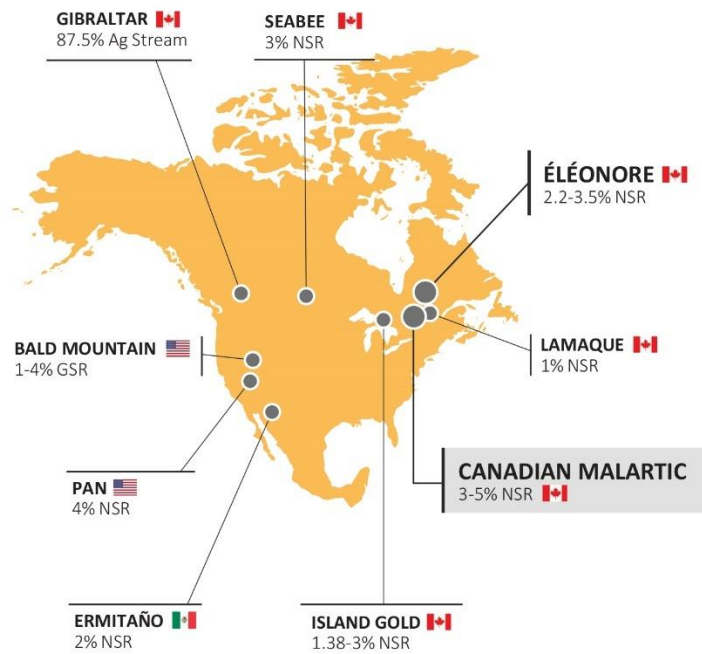 GIBRALTAR
87.5% Ag Stream
SEABEE
3% NSR
ÉLÉONORE
2.2-3.5% NSR
BALD MOUNTAIN
1-4% GSR
LAMAQUE
1% NSR
PAN
4% NSR
CANADIAN MALARTIC
3-5% NSR
ERMITAÑO
2% NSR
ISLAND GOLD
1.38-3% NSR